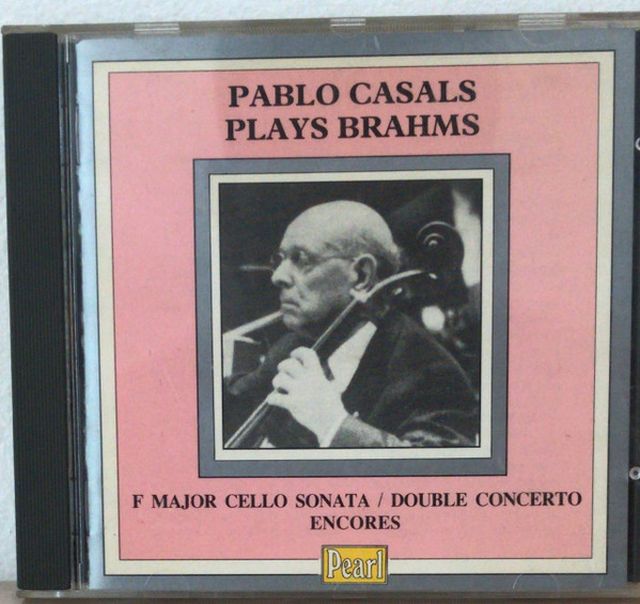 PABLO CASALS
PLAYS BRAHMS
F MAJOR CELLO SONATA / DOUBLE CONCERTO
ENCORES
Pearl